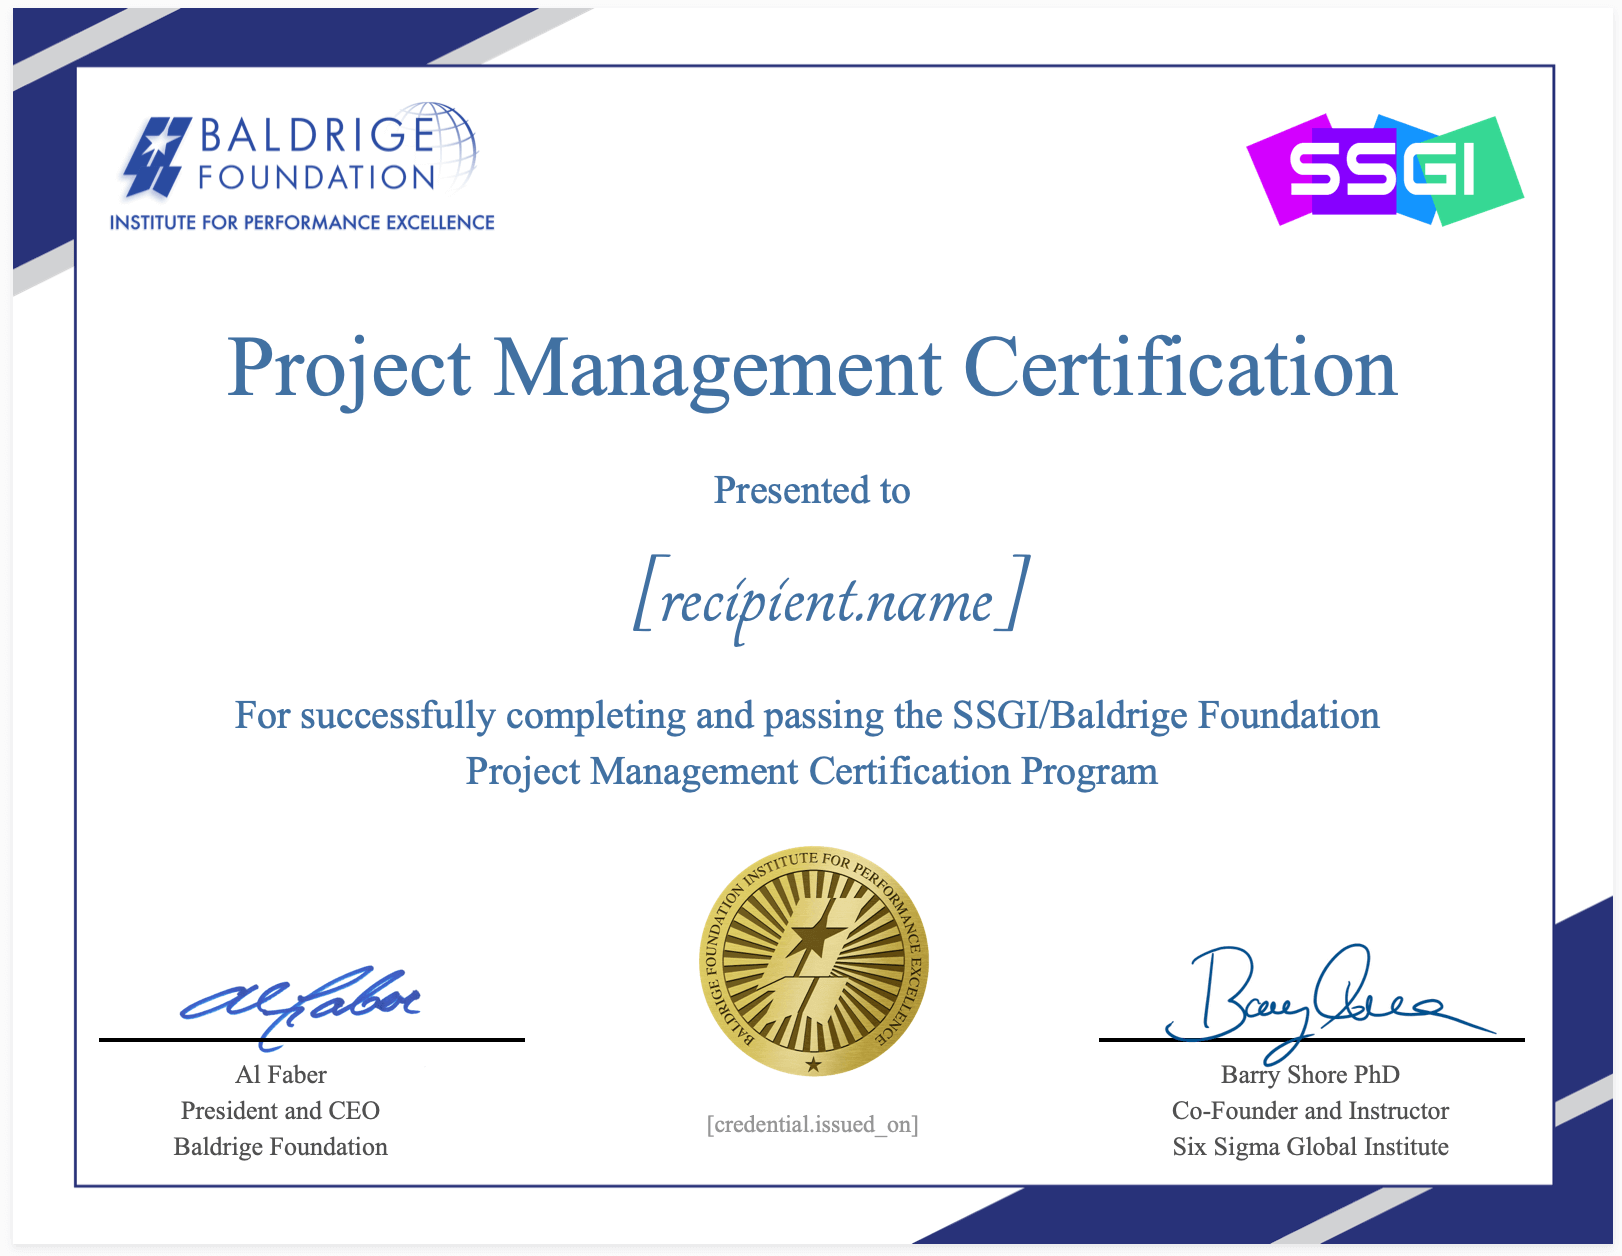 BALDRIGE
FOUNDATION
INSTITUTE FOR PERFORMANCE EXCELLENCE
SSGI
Project Management Certification
Presented to
[recipient.name]
For successfully completing and passing the SSGI/Baldrige Foundation
Project Management Certification Program
BALDRIGE FOUNDATION INSTITUTE FOR PERFORMANCE EXCELLENCE
Al Faber
Barry Shore
Al Faber
President and CEO
Baldrige Foundation
[credential.issued_on]
Barry Shore PhD
Co-Founder and Instructor
Six Sigma Global Institute